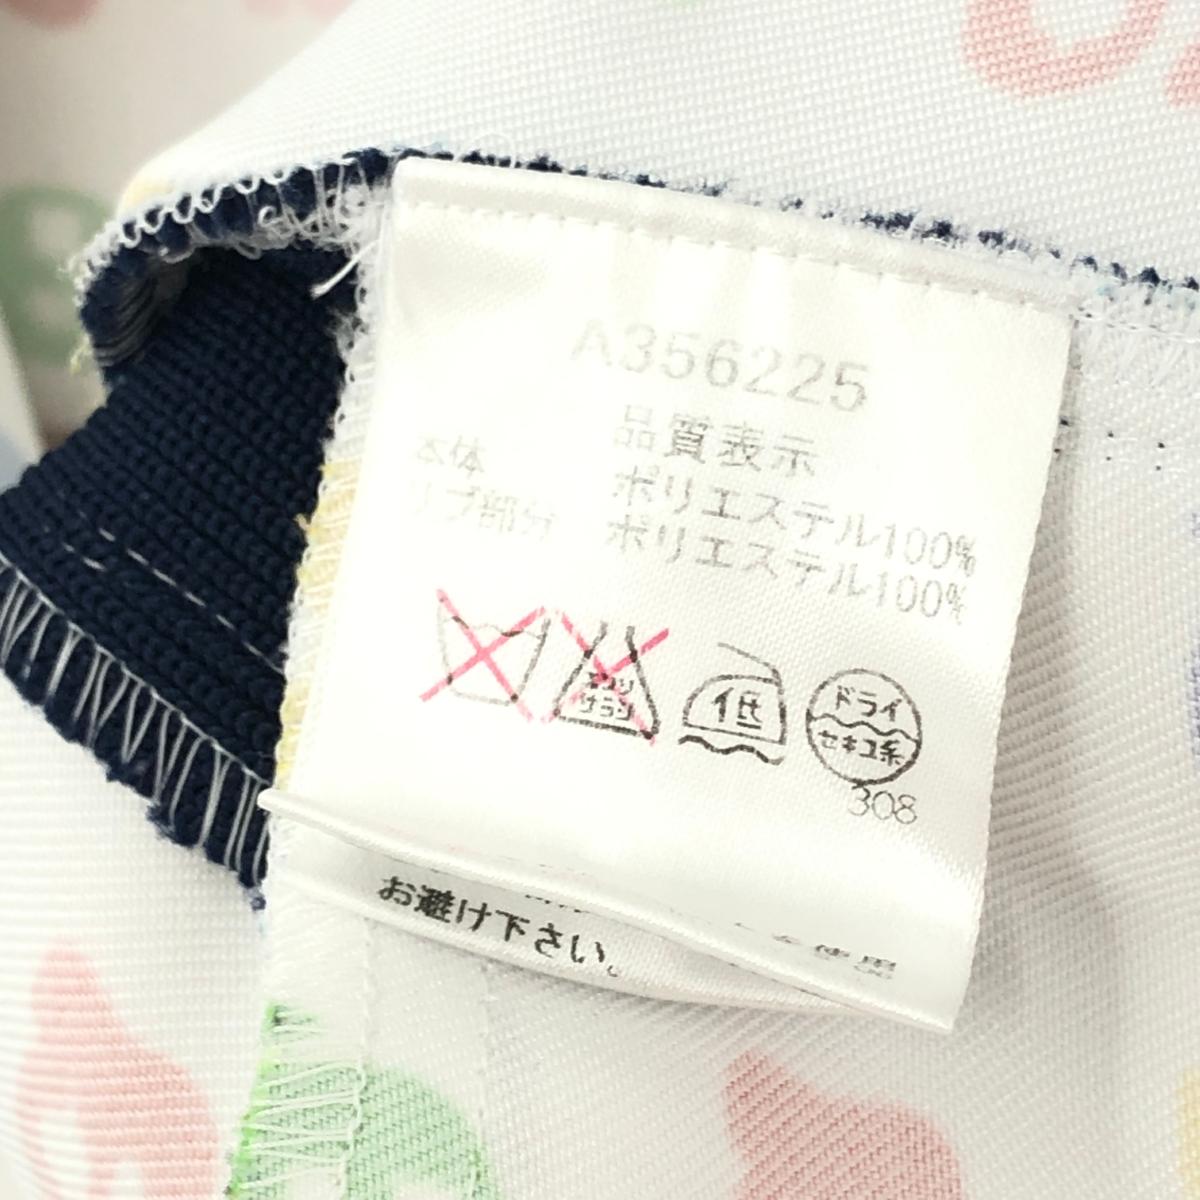 A356225
品質表示
本体 ポリエステル100%
リブ部分 ポリエステル100%
エンソ
サラシ
低
ドライ
セキユ系
308
使用
お避け下さい。